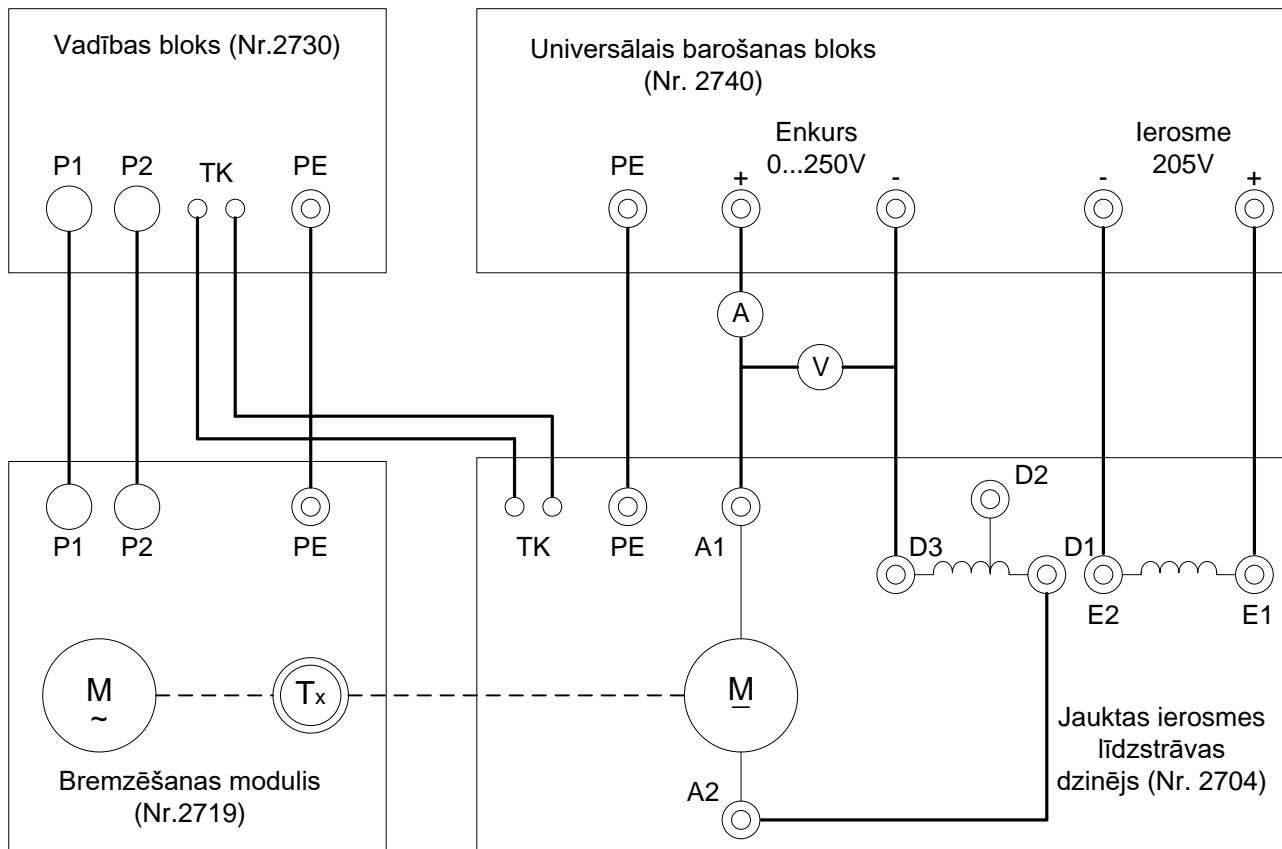 Vadības bloks (Nr.2730)
P1
P2
TK
PE
Universālais barošanas bloks
(Nr. 2740)
Enkurs
0...250V
Ierosme
205V
PE
+
-
-
+
A
V
P1
P2
PE
M
~
Tx
Bremzēšanas modulis
(Nr.2719)
TK
PE
A1
D3
D2
D1
E2
E1
M
A2
Jauktas ierosmes
līdzstrāvas
dzinējs (Nr. 2704)